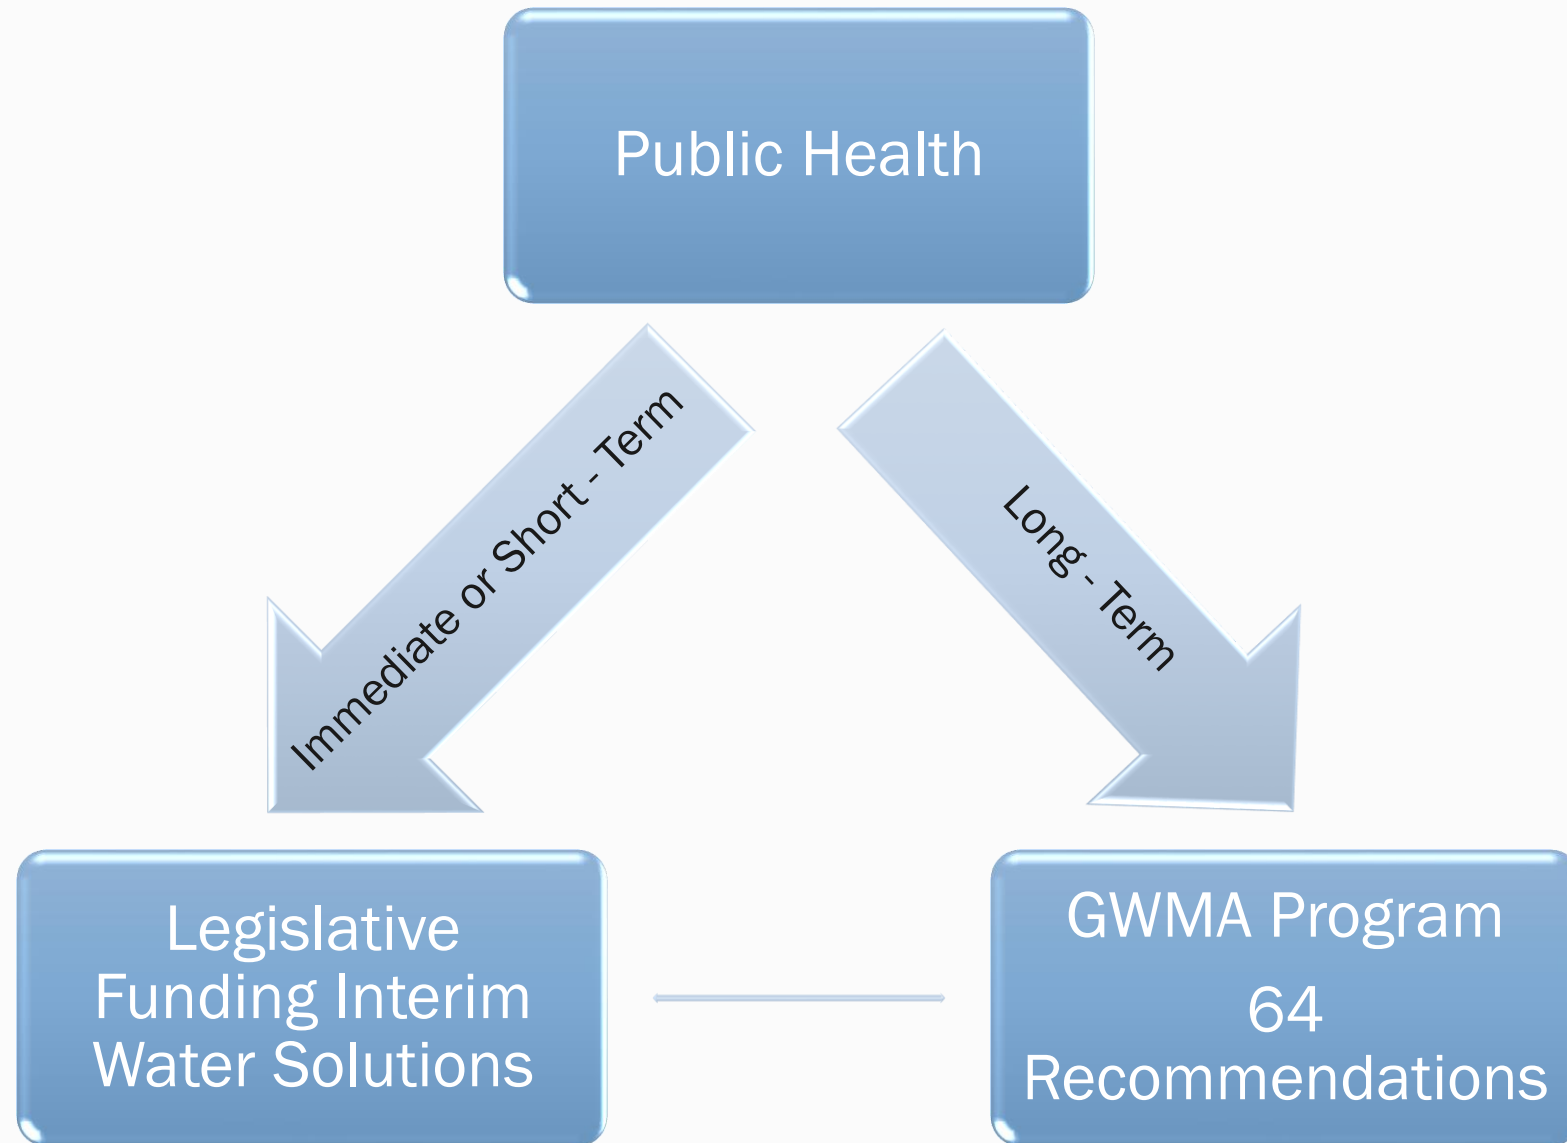 Public Health
Immediate or Short - Term
Long - Term
Legislative
Funding Interim
Water Solutions
GWMA Program
64
Recommendations